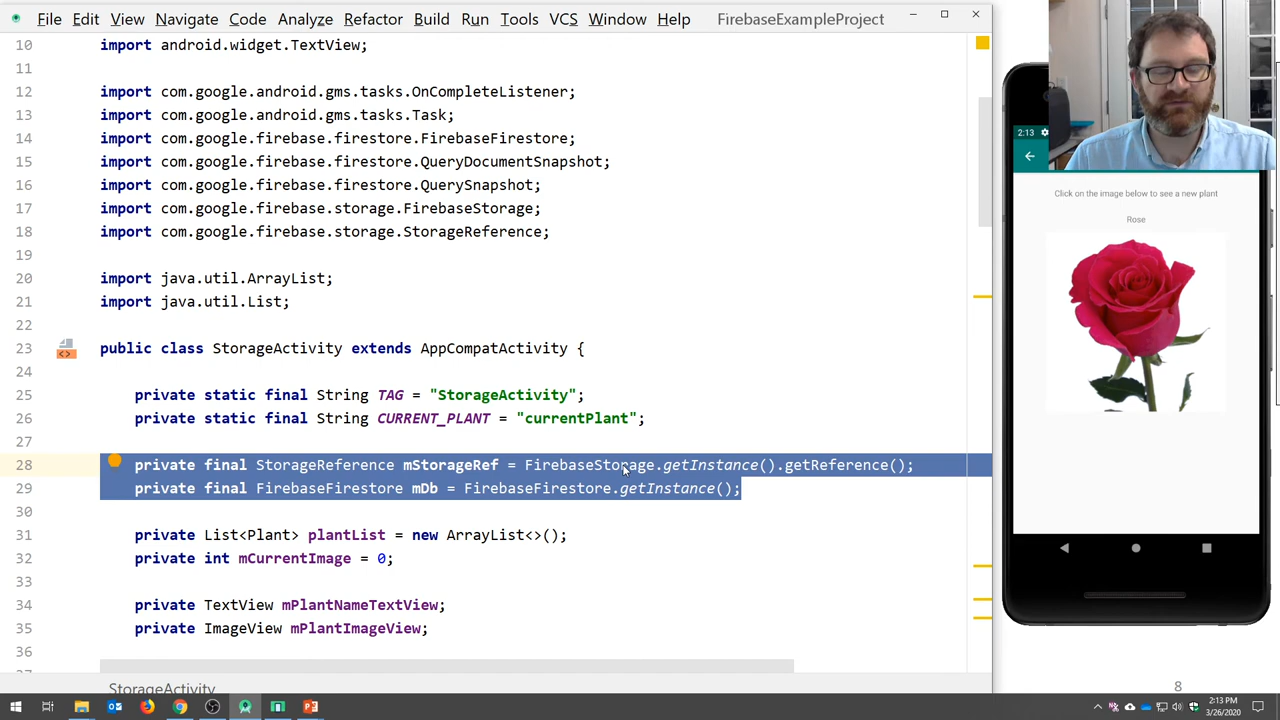 File Edit View Navigate Code Analyze Refactor Build Run Tools VCS Window Help FirebaseExampleProject
10 import android.widget.TextView;
11
12 import com.google.android.gms.tasks.OnCompleteListener;
13 import com.google.android.gms.tasks.Task;
14 import com.google.firebase.firestore.FirebaseFirestore;
15 import com.google.firebase.firestore.QueryDocumentSnapshot;
16 import com.google.firebase.firestore.QuerySnapshot;
17 import com.google.firebase.storage.FirebaseStorage;
18 import com.google.firebase.storage.StorageReference;
19
20 import java.util.ArrayList;
21 import java.util.List;
22
23 public class StorageActivity extends AppCompatActivity {
24
25 private static final String TAG = "StorageActivity";
26 private static final String CURRENT_PLANT = "currentPlant";
27
28 private final StorageReference mStorageRef = FirebaseStorage.getInstance().getReference();
29 private final FirebaseFirestore mDb = FirebaseFirestore.getInstance();
30
31 private List<Plant> plantList = new ArrayList<>();
32 private int mCurrentImage = 0;
33
34 private TextView mPlantNameTextView;
35 private ImageView mPlantImageView;
36
StorageActivity
2:13
Click on the image below to see a new plant
Rose
8
2:13 PM
3/26/2020